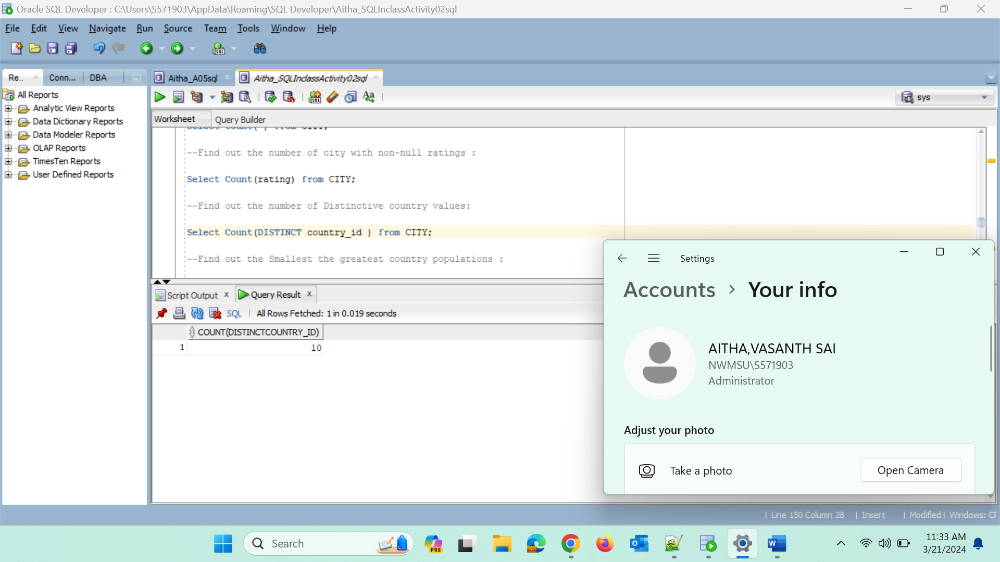 Oracle SQL Developer : C:\Users\S571903\AppData\Roaming\SQL Developer\Aitha_SQLInclassActivity02sql
File Edit View Navigate Run Source Team Tools Window Help
Re.. Conn... DBA
Aitha_A05sql Aitha_SQLInclassActivity02sql
All Reports
Analytic View Reports
Data Dictionary Reports
Data Modeler Reports
OLAP Reports
TimesTen Reports
User Defined Reports
sys
Worksheet Query Builder
--Find out the number of city with non-null ratings :
Select Count(rating) from CITY;
--Find out the number of Distinctive country values:
Select Count(DISTINCT country_id ) from CITY;
--Find out the Smallest the greatest country populations :
Script Output Query Result
SQL | All Rows Fetched: 1 in 0.019 seconds
COUNT(DISTINCTCOUNTRY_ID)
1 10
Settings
Accounts > Your info
AITHA,VASANTH SAI
NWMSU\S571903
Administrator
Adjust your photo
Take a photo Open Camera
| Line 150 Column 28 | Insert | Modified | Windows: CF
Search
PRE
11:33 AM
3/21/2024